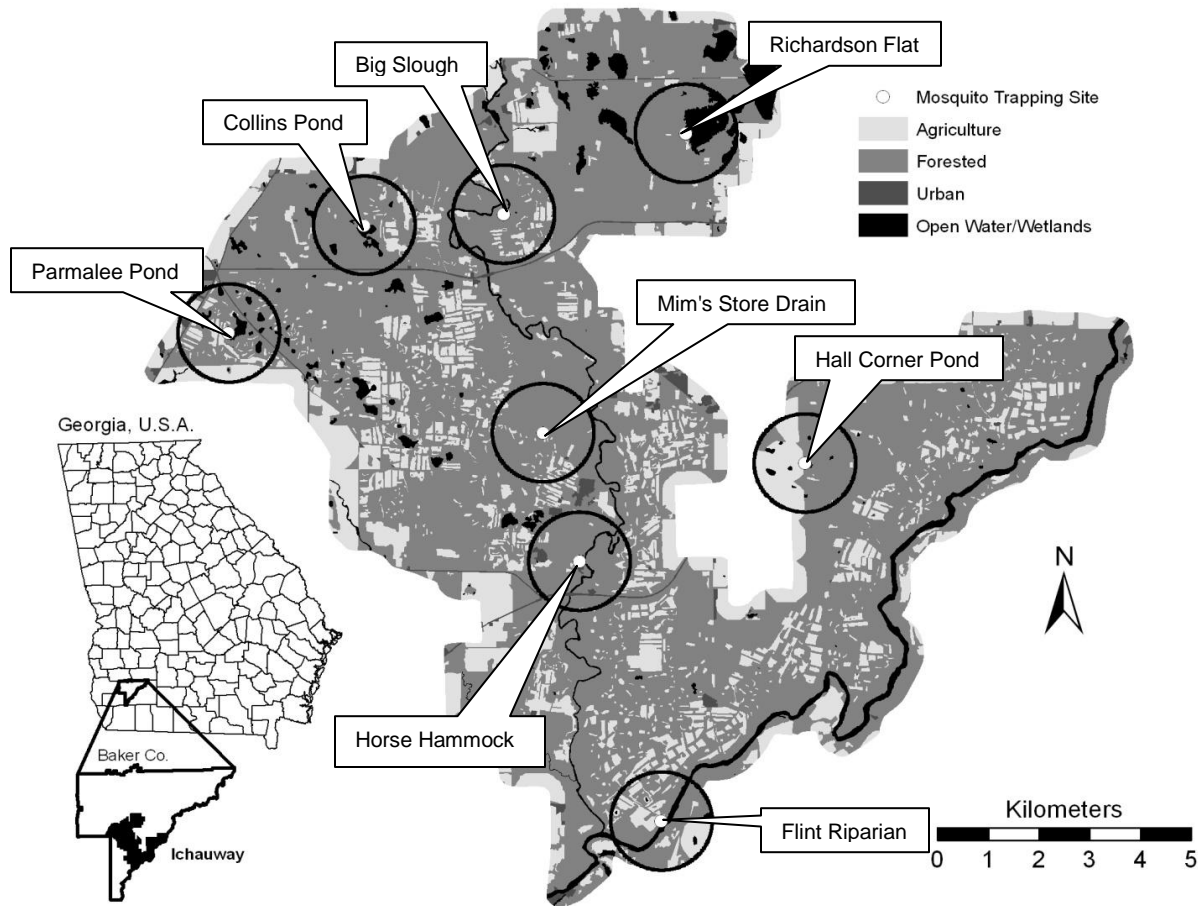 Richardson Flat
Big Slough
Collins Pond
Mosquito Trapping Site
Agriculture
Forested
Urban
Open Water/Wetlands
Parmalee Pond
Mim's Store Drain
Hall Corner Pond
Georgia, U.S.A.
N
Horse Hammock
Baker Co.
Ichauway
Flint Riparian
Kilometers
0 1 2 3 4 5